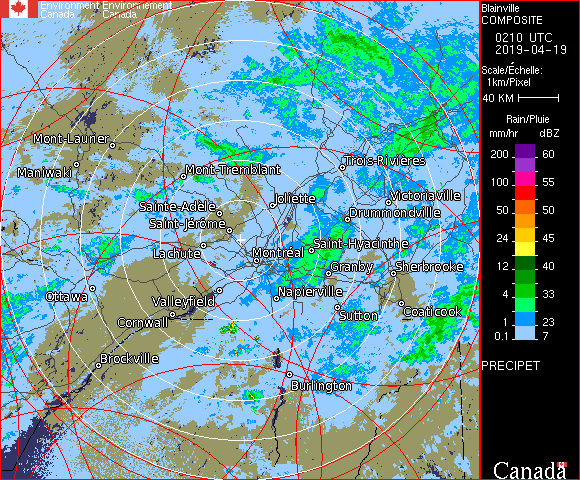 Environment Environnement
Canada Canada
Mont-Laurier
Maniwaki
Mont-Tremblant
Trois-Rivières
Sainte-Adèle
Joliette
Victoriaville
Saint-Jérôme
Drummondville
Lachute
Montréal
Saint-Hyacinthe
Granby
Sherbrooke
Ottawa
Valleyfield
Napierville
Cornwall
Sutton
Coaticook
Brockville
Burlington
Blainville
COMPOSITE
0210 UTC
2019-04-19
Scale/Échelle:
1km/Pixel
40 KM
Rain/Pluie
mm/hr dBZ
200 60
100 55
50 50
24 45
12 40
4 33
1 23
0.1 7
PRECIPET
Canada